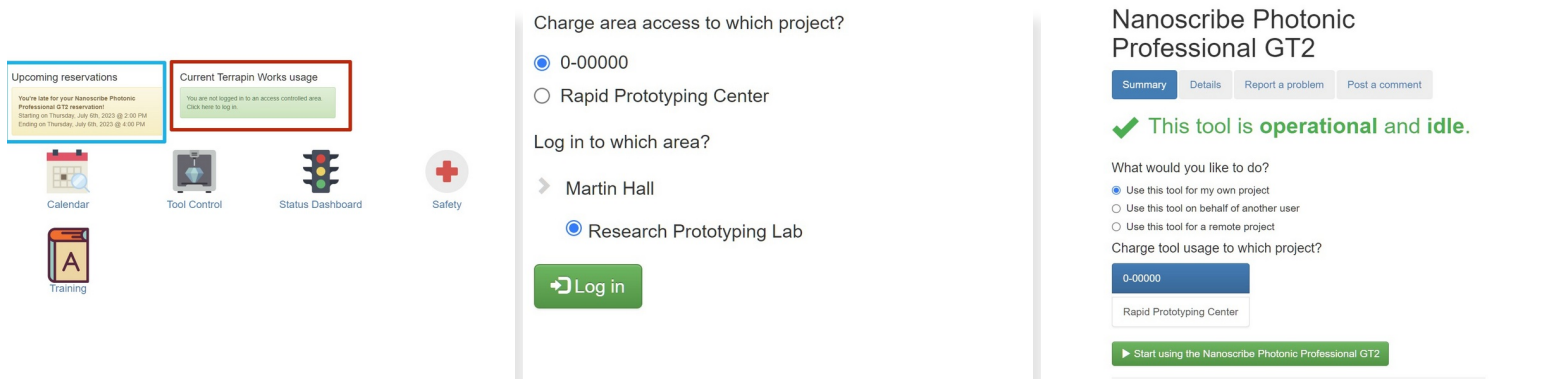 Upcoming reservations
You're late for your Nanoscribe Photonic
Professional GT2 reservation!
Starting on Thursday, July 6th, 2023 @ 2:00 PM
Ending on Thursday, July 6th, 2023 @ 4:00 PM
Current Terrapin Works usage
You are not logged in to an access controlled area.
Click here to log in.
Calendar
Tool Control
Status Dashboard
Safety
A
Training
Charge area access to which project?
0-00000
Rapid Prototyping Center
Log in to which area?
Martin Hall
Research Prototyping Lab
Log in
Nanoscribe Photonic
Professional GT2
Summary
Details
Report a problem
Post a comment
This tool is operational and idle.
What would you like to do?
Use this tool for my own project
Use this tool on behalf of another user
Use this tool for a remote project
Charge tool usage to which project?
0-00000
Rapid Prototyping Center
Start using the Nanoscribe Photonic Professional GT2